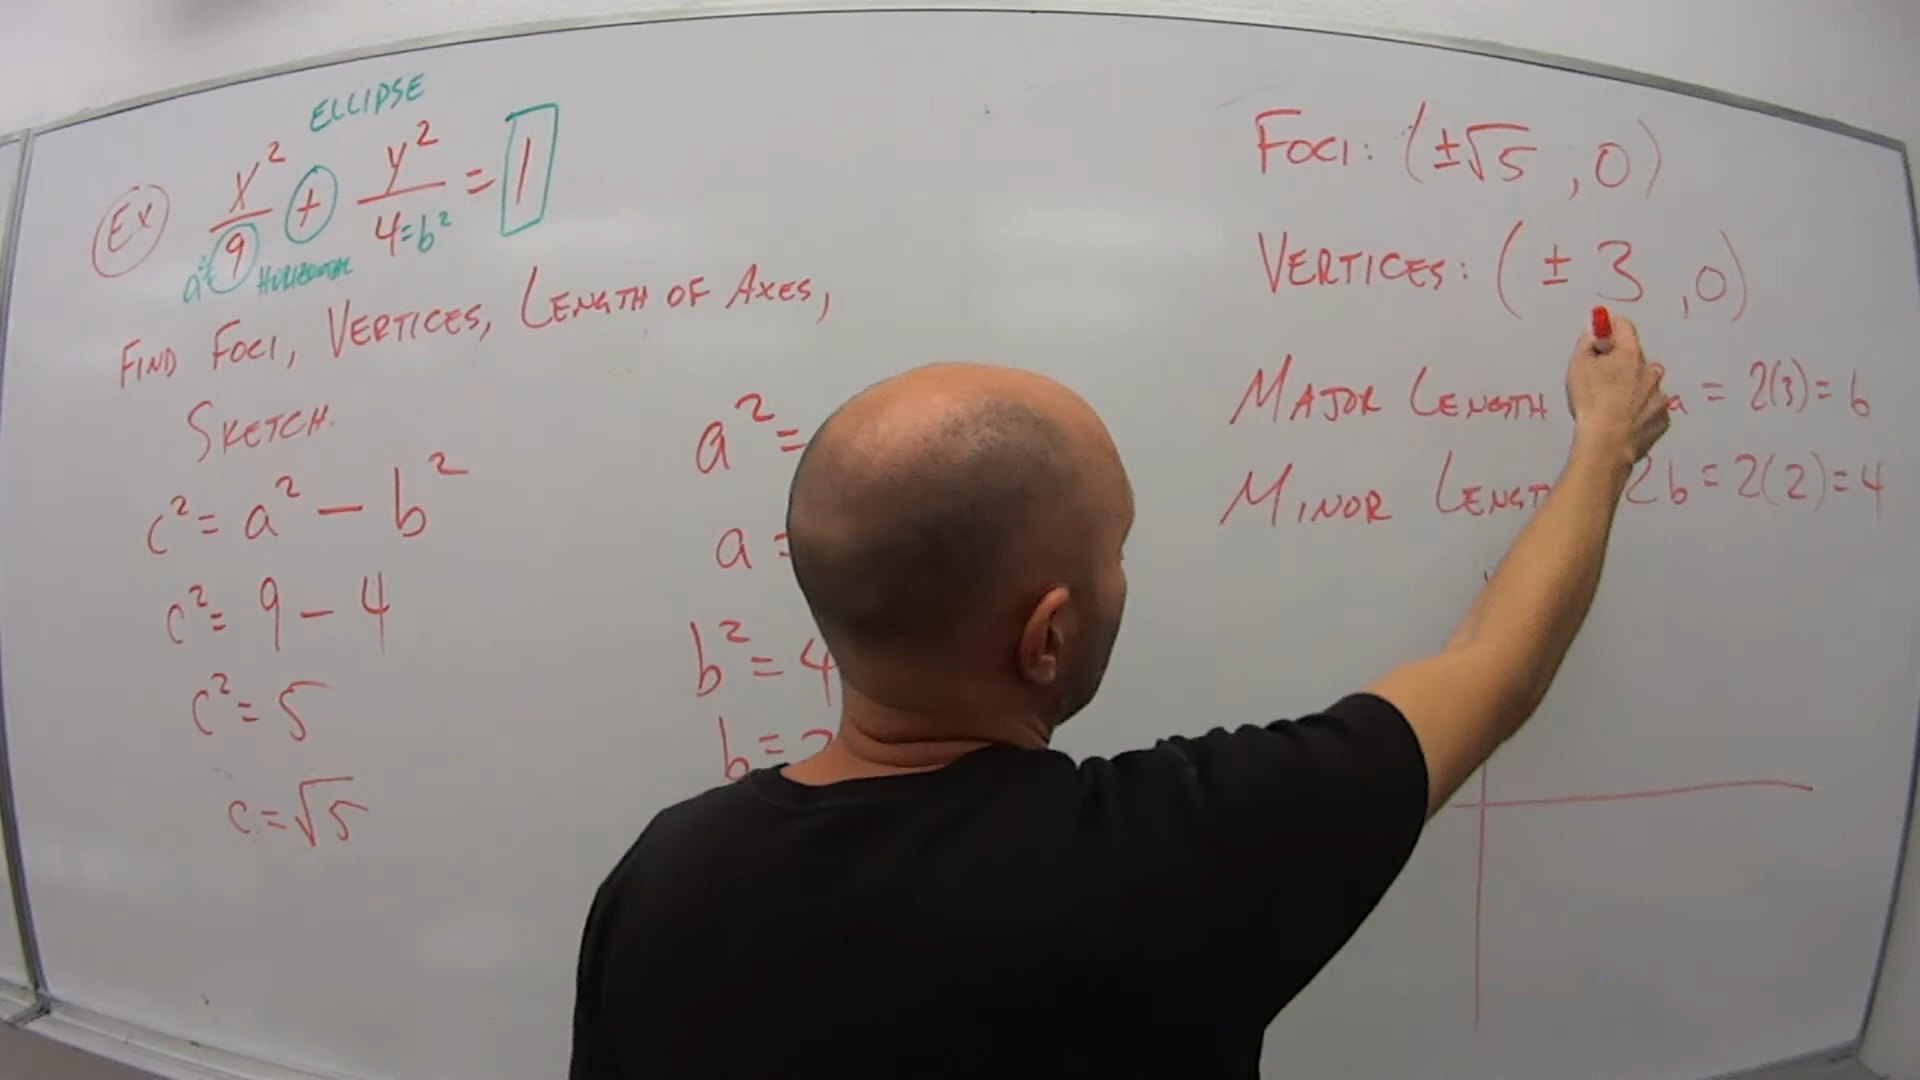 ELLIPSE
Ex x²/9 + y²/4=b² = 1
a²= HORIZONTAL
FIND FOCI, VERTICES, LENGTH OF AXES,
SKETCH.
c² = a² − b²
c² = 9 − 4
c² = 5
c = √5
a² =
a =
b² = 4
b = 2
FOCI: (±√5, 0)
VERTICES: (±3, 0)
MAJOR LENGTH a = 2(3) = 6
MINOR LENGT 2b = 2(2) = 4